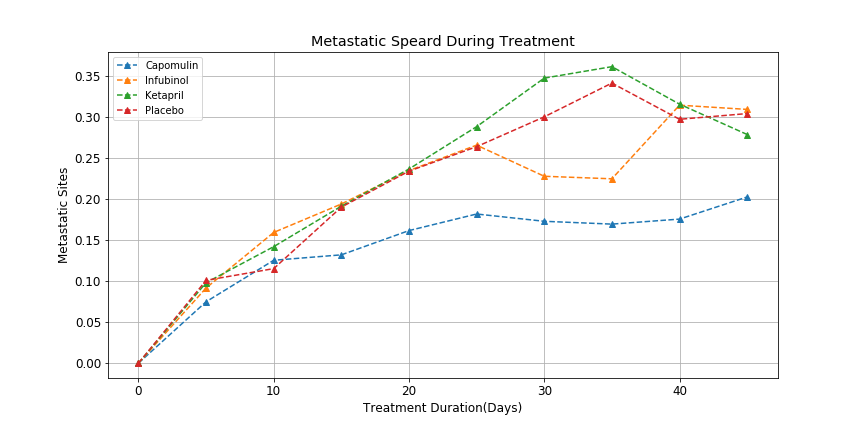 Metastatic Speard During Treatment
Capomulin
Infubinol
Ketapril
Placebo
Metastatic Sites
0.35
0.30
0.25
0.20
0.15
0.10
0.05
0.00
0 10 20 30 40
Treatment Duration(Days)